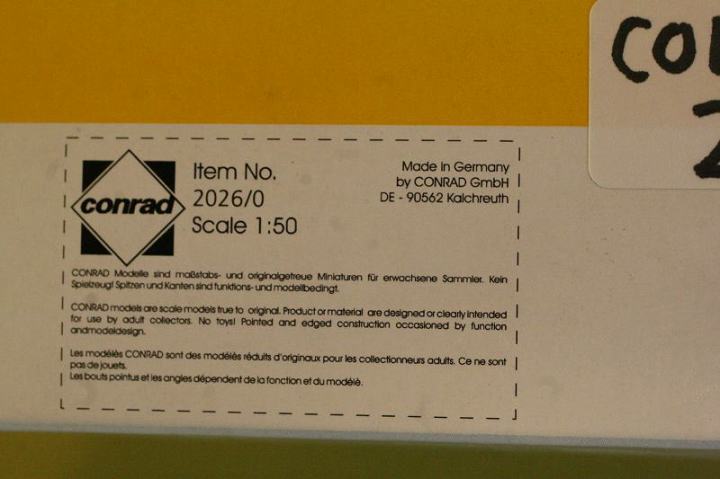 conrad
Item No.
2026/0
Scale 1:50
Made in Germany
by CONRAD GmbH
DE - 90562 Kalchreuth
CONRAD Modelle sind maßstabs- und originalgetreue Miniaturen für erwachsene Sammler. Kein
Spielzeug! Spitzen und Kanten sind funktions- und modellbedingt.
CONRAD models are scale models true to original. Product or material are designed or clearly intended
for use by adult collectors. No toys! Pointed and edged construction occasioned by function
andmodeldesign.
Les modélés CONRAD sont des modélés réduits d'originaux pour les collectionneurs adults. Ce ne sont
pas de jouets.
Les bouts pointus et les angles dépendent de la fonction et du modélé.